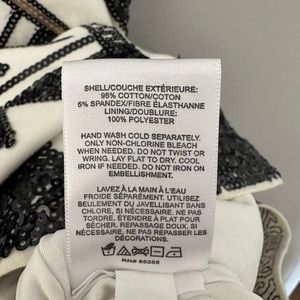 SHELL/COUCHE EXTÉRIEURE:
95% COTTON/COTON
5% SPANDEX/FIBRE ÉLASTHANNE
LINING/DOUBLURE:
100% POLYESTER
HAND WASH COLD SEPARATELY.
ONLY NON-CHLORINE BLEACH
WHEN NEEDED. DO NOT TWIST OR
WRING. LAY FLAT TO DRY. COOL
IRON IF NEEDED. DO NOT IRON ON
EMBELLISHMENT.
LAVEZ À LA MAIN À L'EAU
FROIDE SÉPARÉMENT. UTILISEZ
SEULEMENT DU JAVELLISANT SANS
CHLORE, SI NÉCESSAIRE. NE PAS
TORDRE. ÉTENDRE À PLAT POUR
SÉCHER. REPASSAGE DOUX, SI
NÉCESSAIRE. NE PAS REPASSER
LES GARNITURES.
RN# 85285